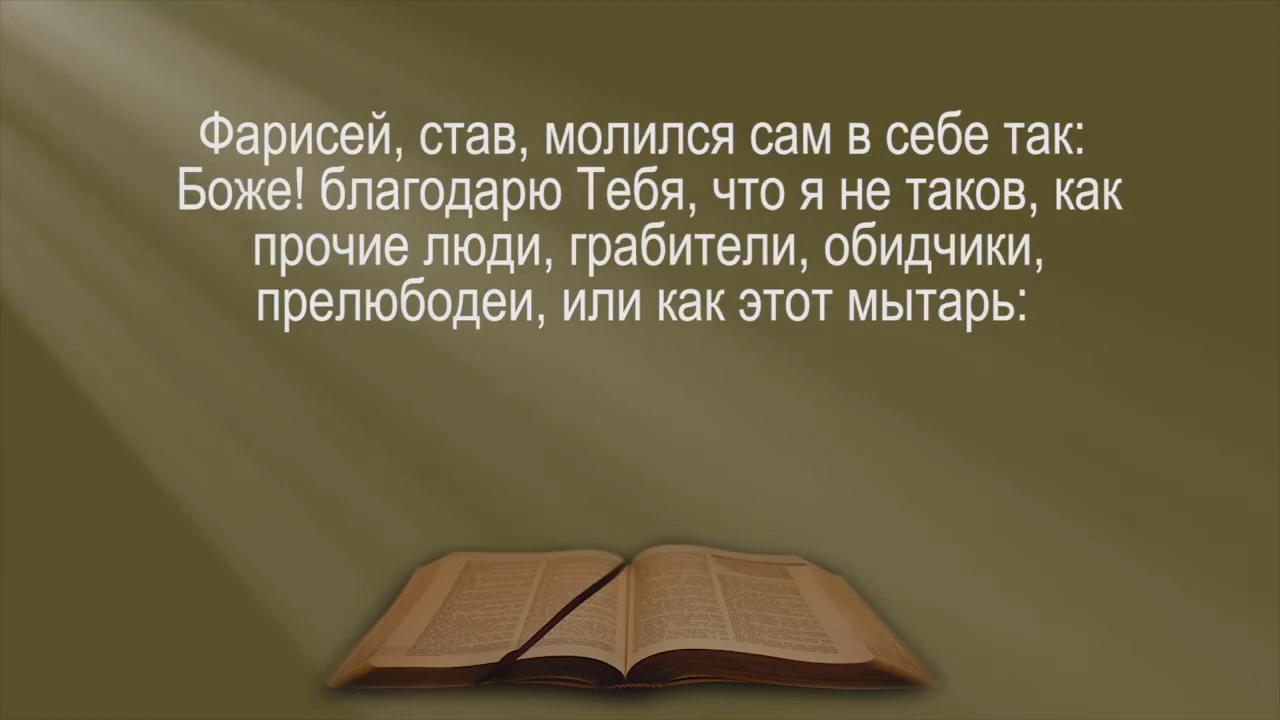 Фарисей, став, молился сам в себе так:
Боже! благодарю Тебя, что я не таков, как
прочие люди, грабители, обидчики,
прелюбодеи, или как этот мытарь: